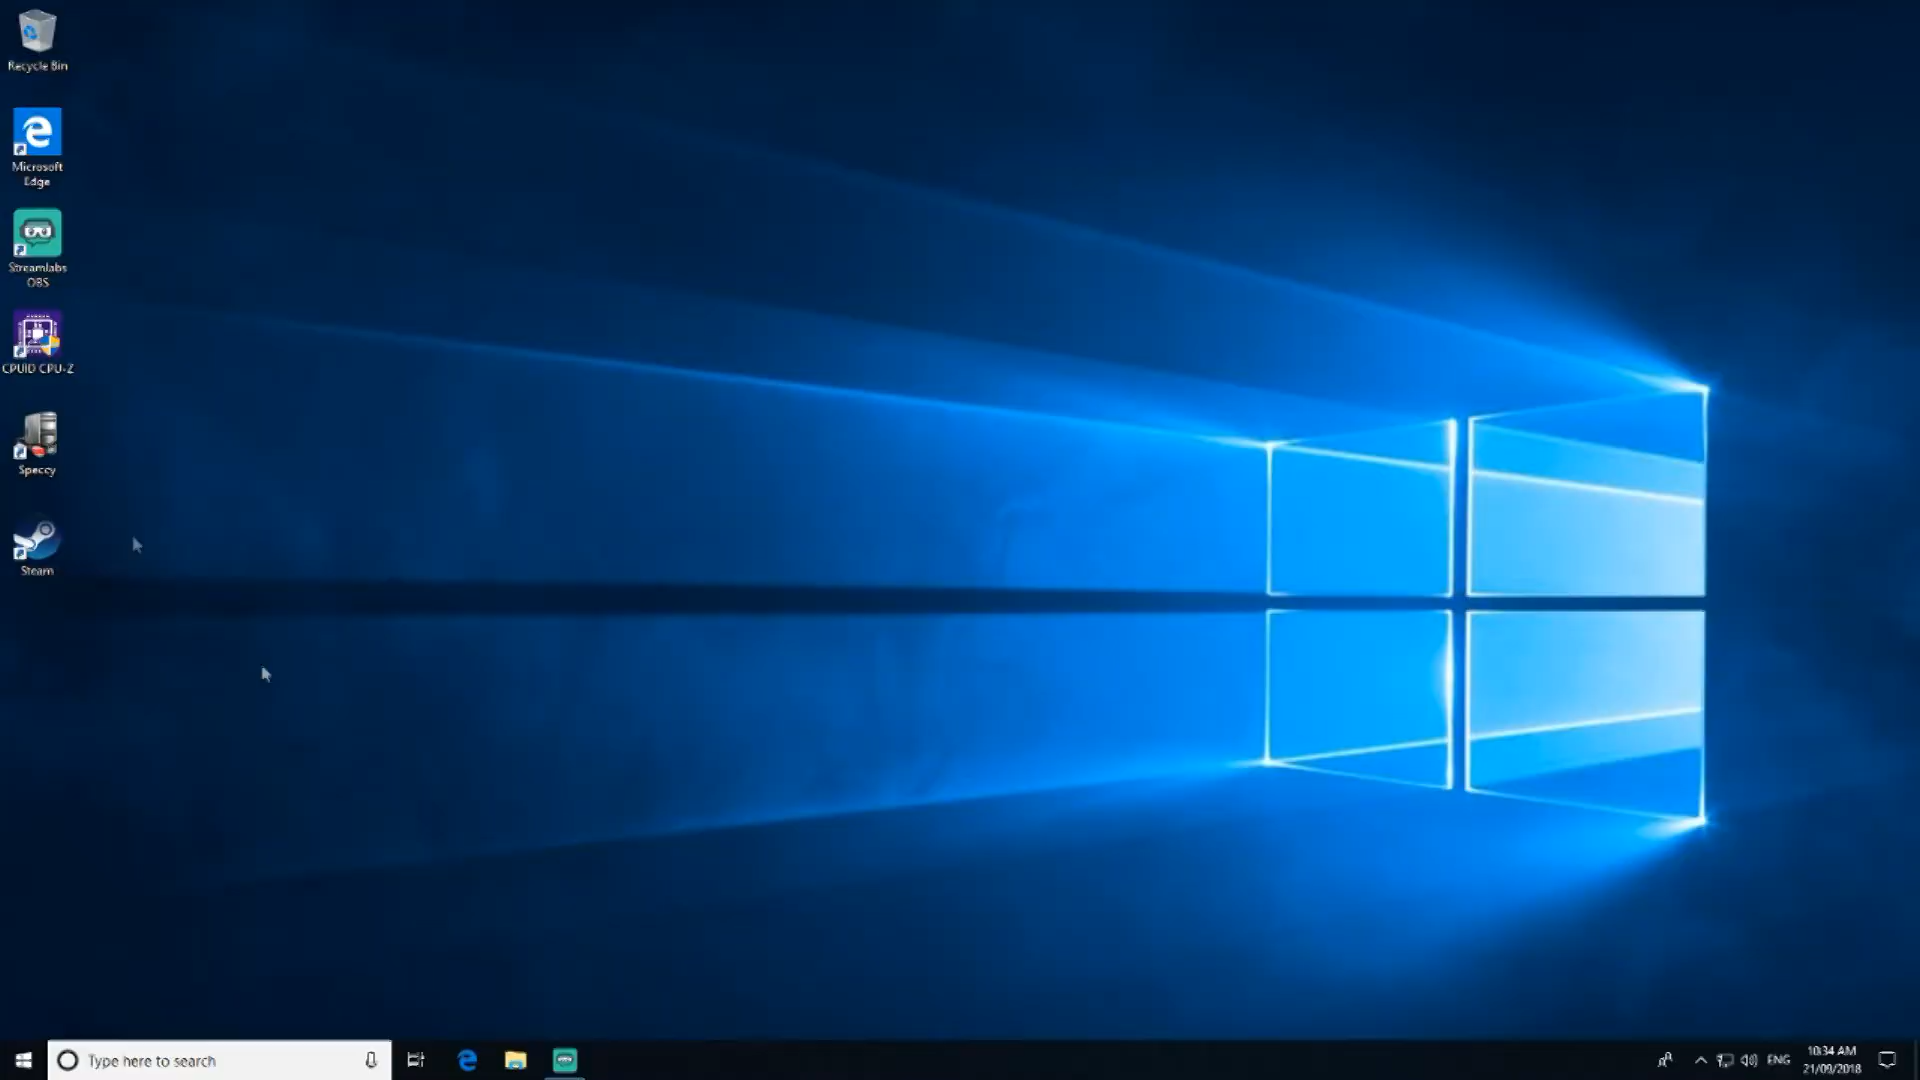 Recycle Bin
Microsoft
Edge
Streamlabs
OBS
CPUID CPU-Z
Speccy
Steam
Type here to search
ENG
10:34 AM
21/09/2018